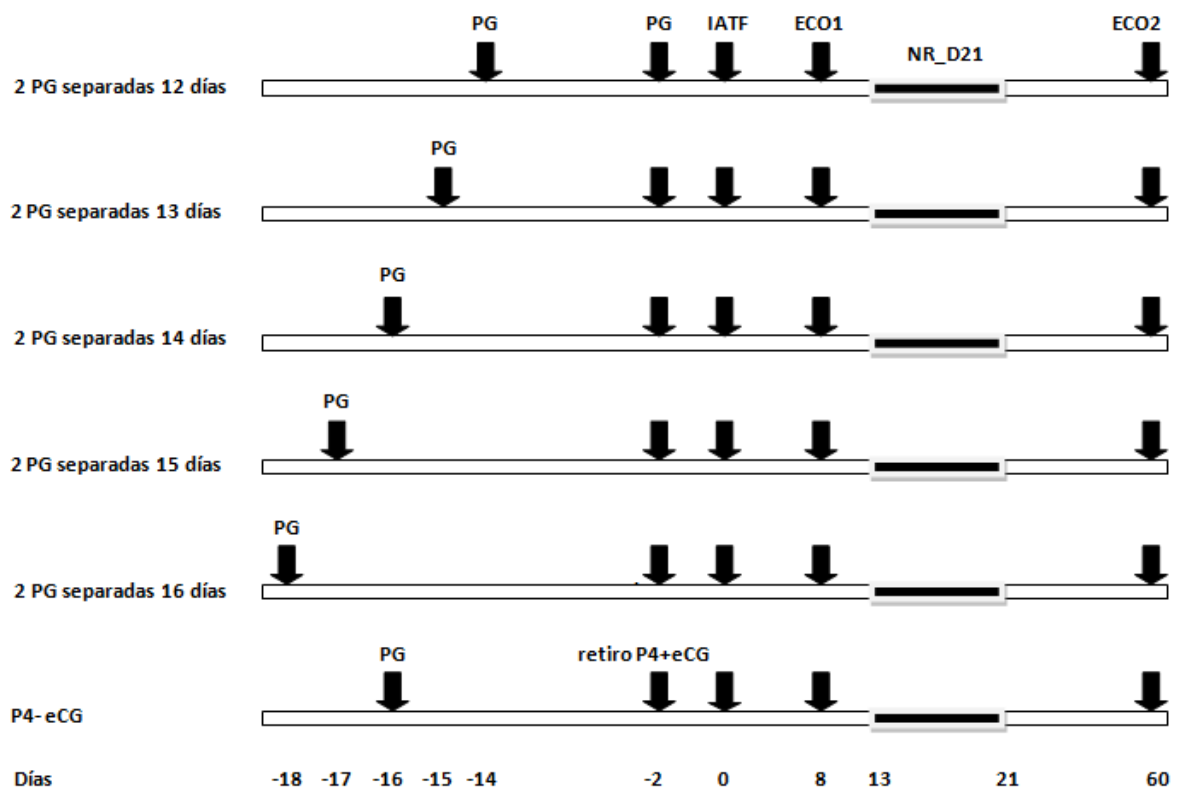 PG PG IATF ECO1 ECO2
NR_D21
2 PG separadas 12 días
PG
2 PG separadas 13 días
PG
2 PG separadas 14 días
PG
2 PG separadas 15 días
PG
2 PG separadas 16 días
PG retiro P4+eCG
P4- eCG
Días -18 -17 -16 -15 -14 -2 0 8 13 21 60